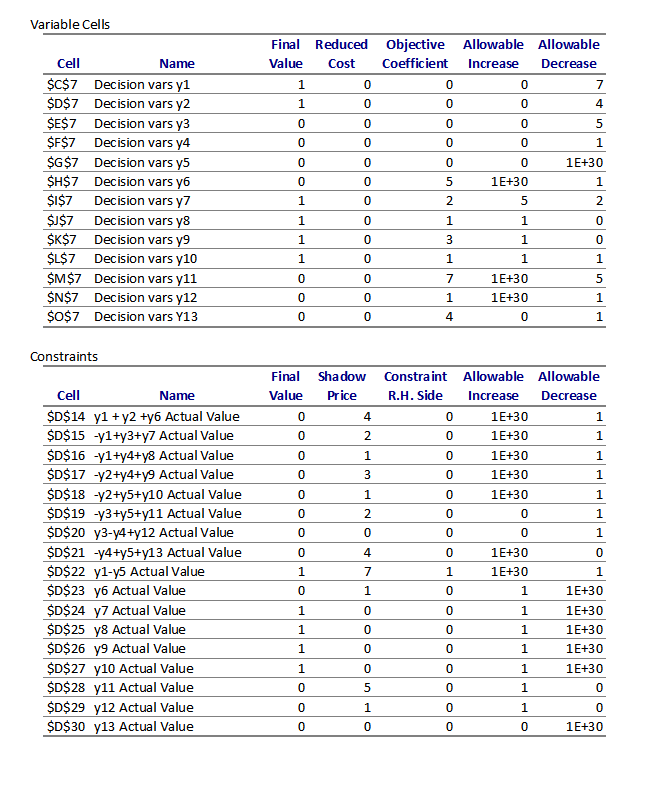 Variable Cells
Final Reduced Objective Allowable Allowable
Cell Name Value Cost Coefficient Increase Decrease
$C$7 Decision vars y1 1 0 0 0 7
$D$7 Decision vars y2 1 0 0 0 4
$E$7 Decision vars y3 0 0 0 0 5
$F$7 Decision vars y4 0 0 0 0 1
$G$7 Decision vars y5 0 0 0 0 1E+30
$H$7 Decision vars y6 0 0 5 1E+30 1
$I$7 Decision vars y7 1 0 2 5 2
$J$7 Decision vars y8 1 0 1 1 0
$K$7 Decision vars y9 1 0 3 1 0
$L$7 Decision vars y10 1 0 1 1 1
$M$7 Decision vars y11 0 0 7 1E+30 5
$N$7 Decision vars y12 0 0 1 1E+30 1
$O$7 Decision vars Y13 0 0 4 0 1
Constraints
Final Shadow Constraint Allowable Allowable
Cell Name Value Price R.H. Side Increase Decrease
$D$14 y1 + y2 +y6 Actual Value 0 4 0 1E+30 1
$D$15 -y1+y3+y7 Actual Value 0 2 0 1E+30 1
$D$16 -y1+y4+y8 Actual Value 0 1 0 1E+30 1
$D$17 -y2+y4+y9 Actual Value 0 3 0 1E+30 1
$D$18 -y2+y5+y10 Actual Value 0 1 0 1E+30 1
$D$19 -y3+y5+y11 Actual Value 0 2 0 0 1
$D$20 y3-y4+y12 Actual Value 0 0 0 0 1
$D$21 -y4+y5+y13 Actual Value 0 4 0 1E+30 0
$D$22 y1-y5 Actual Value 1 7 1 1E+30 1
$D$23 y6 Actual Value 0 1 0 1 1E+30
$D$24 y7 Actual Value 1 0 0 1 1E+30
$D$25 y8 Actual Value 1 0 0 1 1E+30
$D$26 y9 Actual Value 1 0 0 1 1E+30
$D$27 y10 Actual Value 1 0 0 1 1E+30
$D$28 y11 Actual Value 0 5 0 1 0
$D$29 y12 Actual Value 0 1 0 1 0
$D$30 y13 Actual Value 0 0 0 0 1E+30